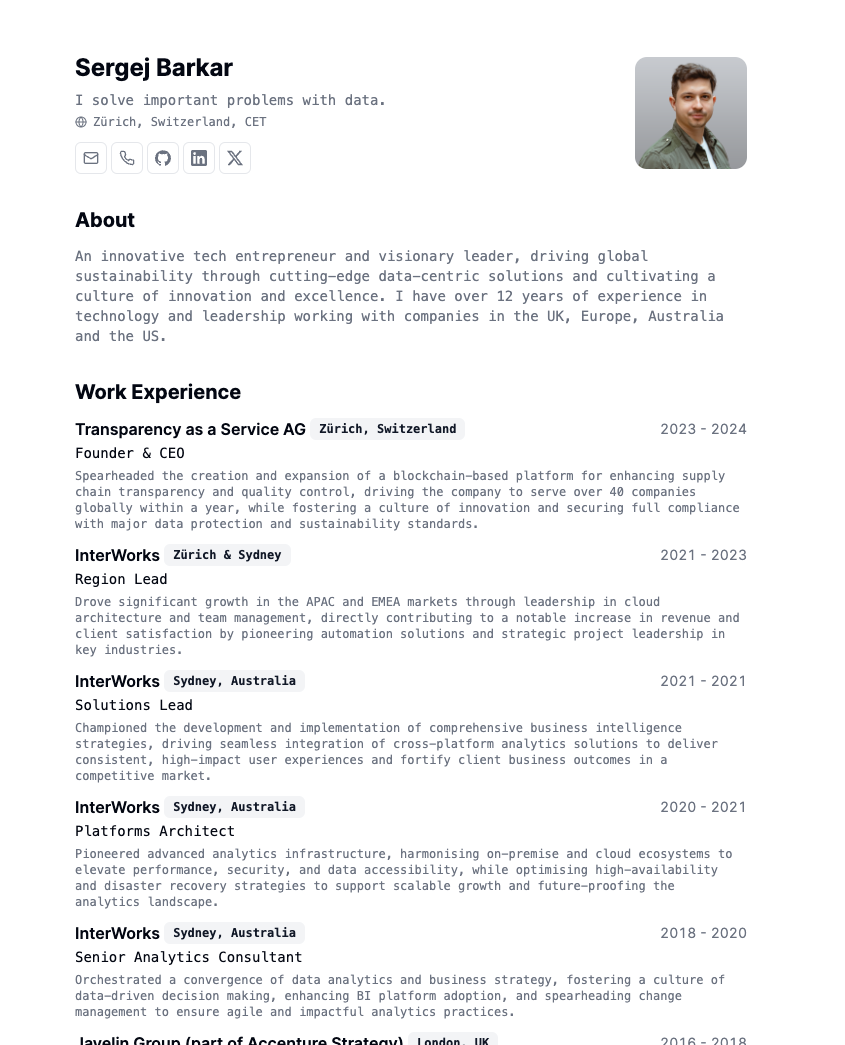 Sergej Barkar
I solve important problems with data.
Zürich, Switzerland, CET
About
An innovative tech entrepreneur and visionary leader, driving global
sustainability through cutting-edge data-centric solutions and cultivating a
culture of innovation and excellence. I have over 12 years of experience in
technology and leadership working with companies in the UK, Europe, Australia
and the US.
Work Experience
Transparency as a Service AG Zürich, Switzerland 2023 - 2024
Founder & CEO
Spearheaded the creation and expansion of a blockchain-based platform for enhancing supply
chain transparency and quality control, driving the company to serve over 40 companies
globally within a year, while fostering a culture of innovation and securing full compliance
with major data protection and sustainability standards.
InterWorks Zürich & Sydney 2021 - 2023
Region Lead
Drove significant growth in the APAC and EMEA markets through leadership in cloud
architecture and team management, directly contributing to a notable increase in revenue and
client satisfaction by pioneering automation solutions and strategic project leadership in
key industries.
InterWorks Sydney, Australia 2021 - 2021
Solutions Lead
Championed the development and implementation of comprehensive business intelligence
strategies, driving seamless integration of cross-platform analytics solutions to deliver
consistent, high-impact user experiences and fortify client business outcomes in a
competitive market.
InterWorks Sydney, Australia 2020 - 2021
Platforms Architect
Pioneered advanced analytics infrastructure, harmonising on-premise and cloud ecosystems to
elevate performance, security, and data accessibility, while optimising high-availability
and disaster recovery strategies to support scalable growth and future-proofing the
analytics landscape.
InterWorks Sydney, Australia 2018 - 2020
Senior Analytics Consultant
Orchestrated a convergence of data analytics and business strategy, fostering a culture of
data-driven decision making, enhancing BI platform adoption, and spearheading change
management to ensure agile and impactful analytics practices.
Javelin Group (part of Accenture Strategy) London, UK 2016 - 2018